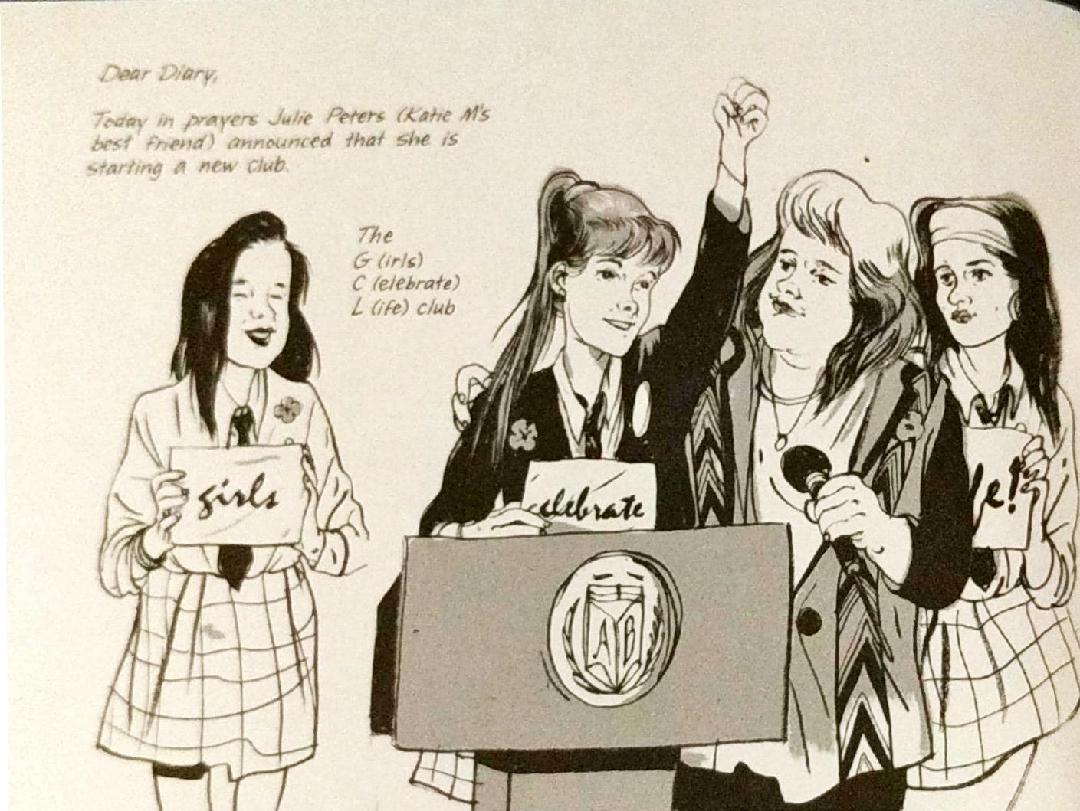 Dear Diary,
Today in prayers Julie Peters (Katie M's
best friend) announced that she is
starting a new club.
The
G (irls)
C (elebrate)
L (ife) club
girls
celebrate
fe!